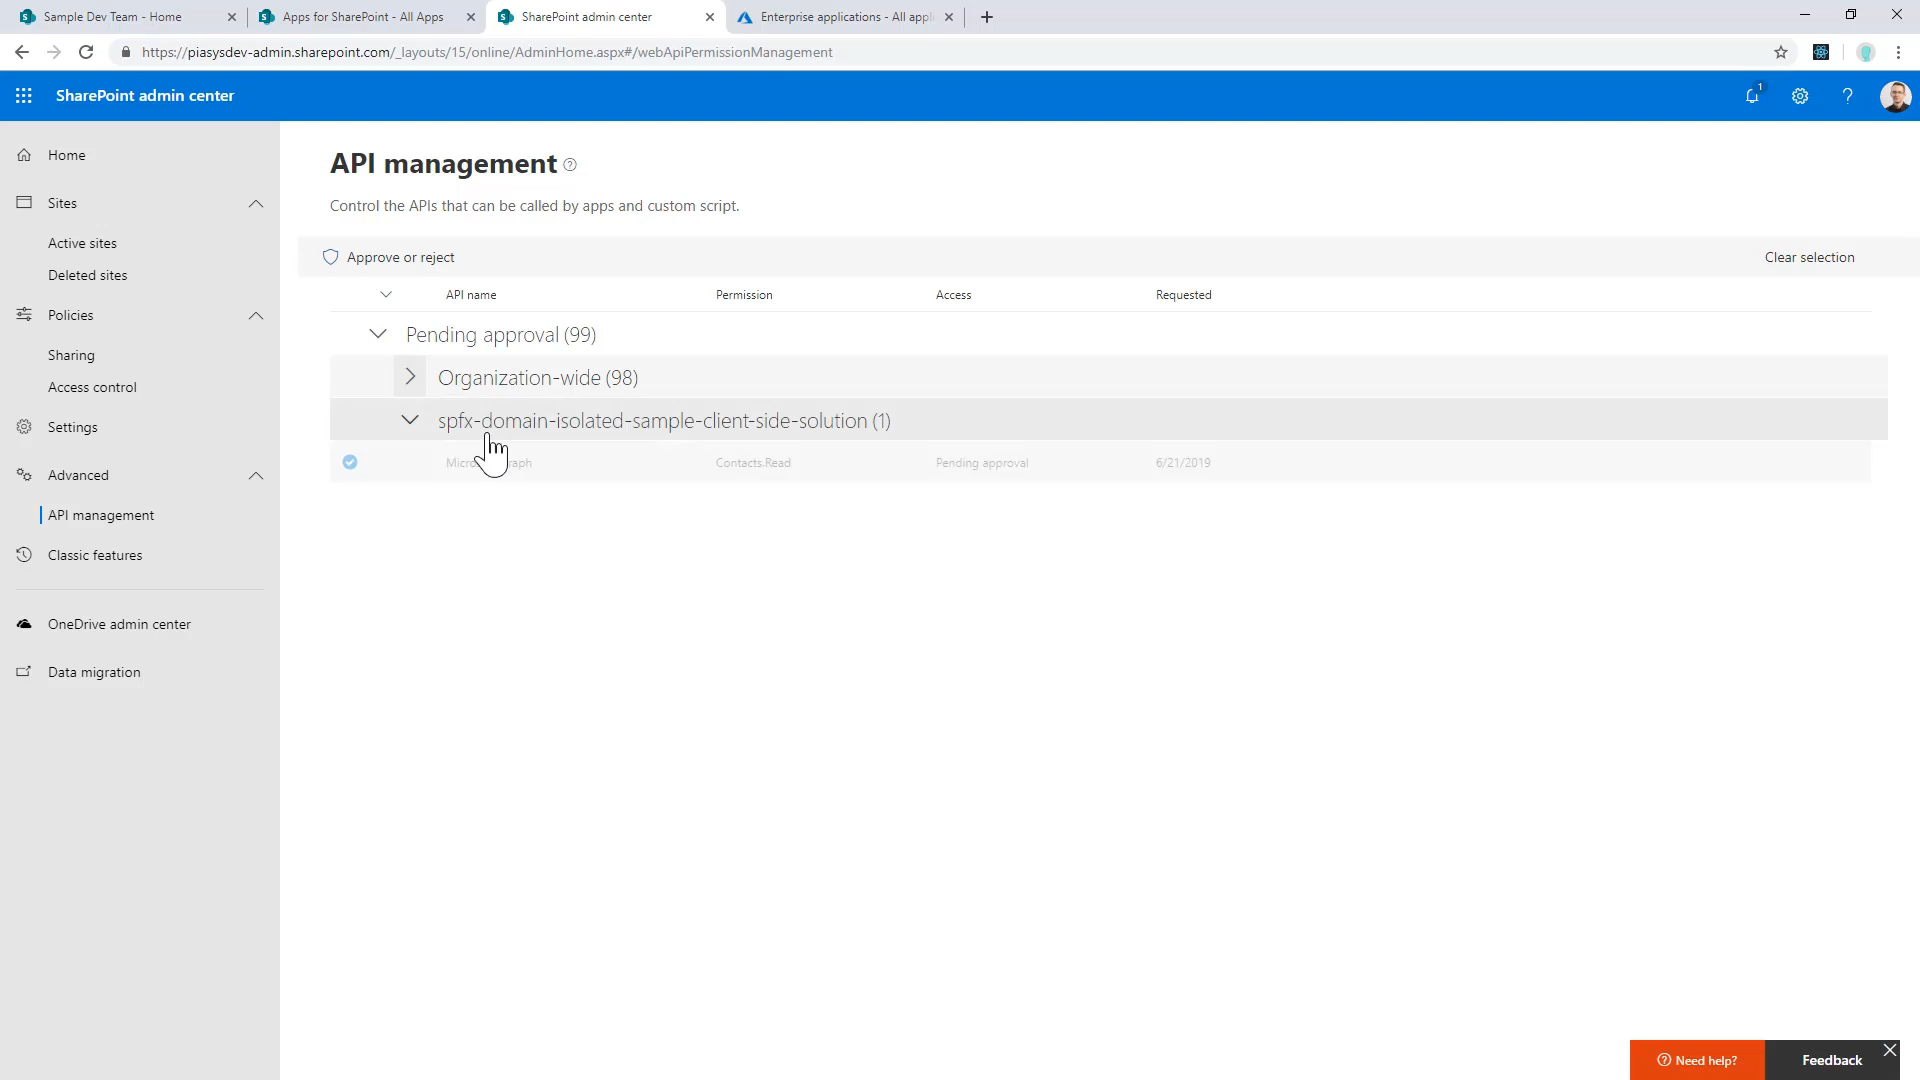 Sample Dev Team - Home
Apps for SharePoint - All Apps
SharePoint admin center
Enterprise applications - All appli
https://piasysdev-admin.sharepoint.com/_layouts/15/online/AdminHome.aspx#/webApiPermissionManagement
SharePoint admin center
1
Home
Sites
Active sites
Deleted sites
Policies
Sharing
Access control
Settings
Advanced
API management
Classic features
OneDrive admin center
Data migration
API management
Control the APIs that can be called by apps and custom script.
Approve or reject
Clear selection
API name Permission Access Requested
Pending approval (99)
Organization-wide (98)
spfx-domain-isolated-sample-client-side-solution (1)
Contacts.Read Pending approval 6/21/2019
Need help?
Feedback